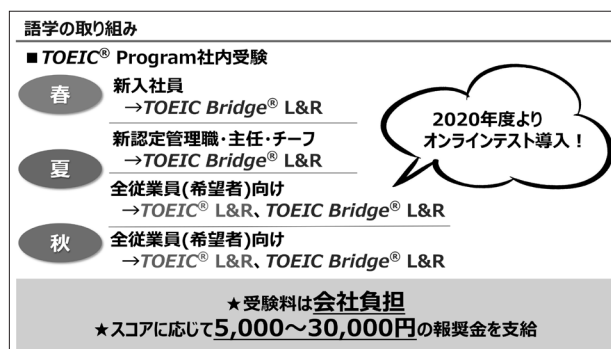 語学の取り組み
■TOEIC® Program社内受験
春
新入社員
→TOEIC Bridge® L&R
夏
新認定管理職・主任・チーフ
→TOEIC Bridge® L&R
全従業員(希望者)向け
→TOEIC® L&R、TOEIC Bridge® L&R
秋
全従業員(希望者)向け
→TOEIC® L&R、TOEIC Bridge® L&R
2020年度より
オンラインテスト導入！
★受験料は会社負担
★スコアに応じて5,000～30,000円の報奨金を支給